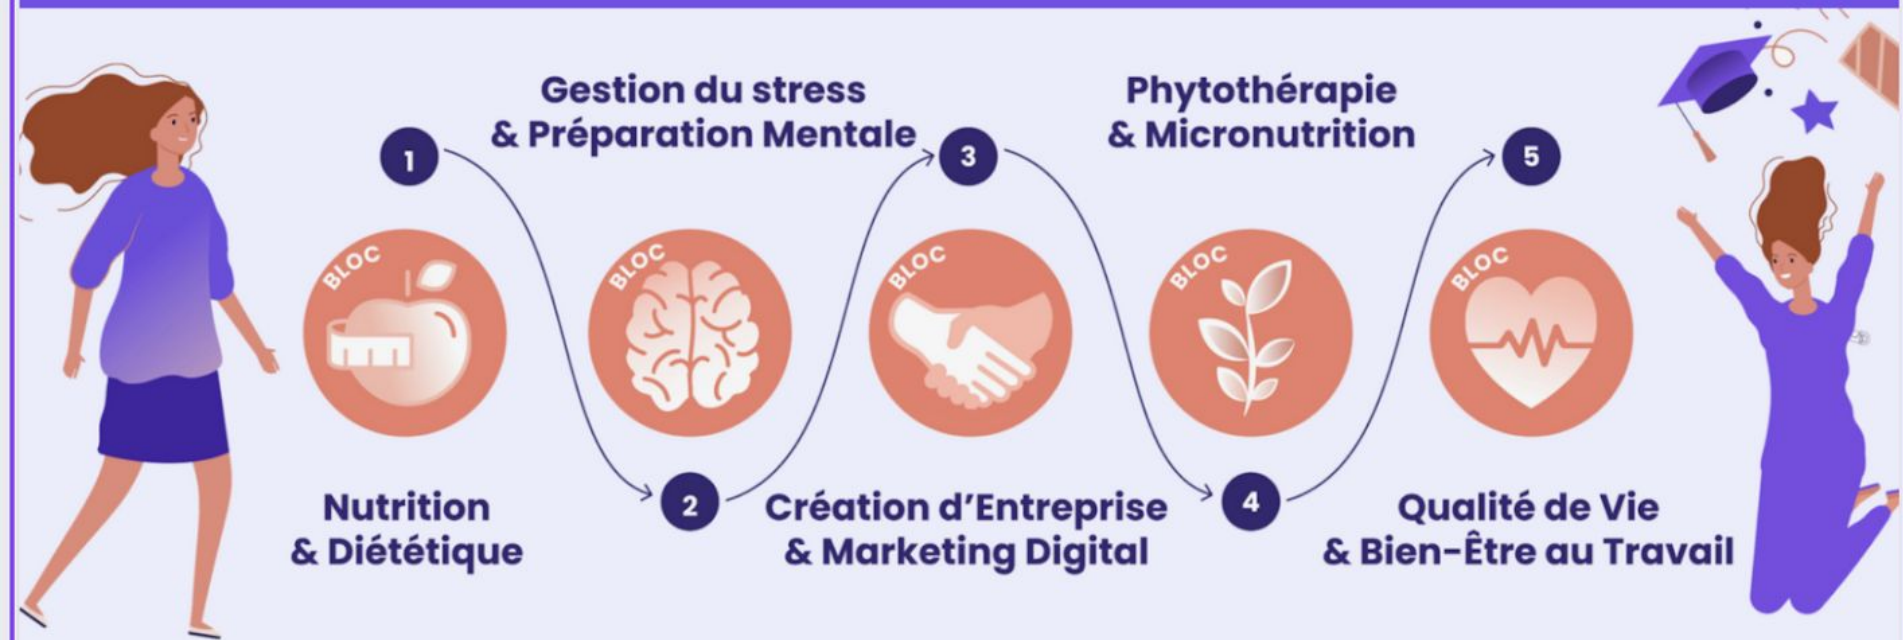 1
BLOC
Nutrition
& Diététique
Gestion du stress
& Préparation Mentale
BLOC
2
3
BLOC
Création d'Entreprise
& Marketing Digital
Phytothérapie
& Micronutrition
BLOC
4
5
BLOC
Qualité de Vie
& Bien-Être au Travail